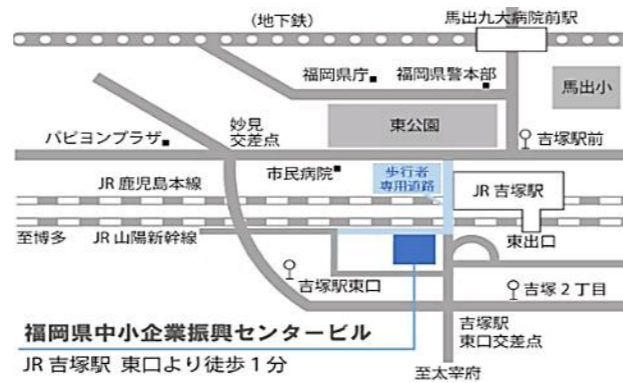 (地下鉄)
馬出九大病院前駅
福岡県庁
福岡県警本部
馬出小
東公園
パピヨンプラザ
妙見
交差点
吉塚駅前
市民病院
歩行者
専用道路
JR 鹿児島本線
JR 吉塚駅
至博多
JR 山陽新幹線
東出口
吉塚駅東口
吉塚2丁目
福岡県中小企業振興センタービル
JR 吉塚駅 東口より徒歩1分
吉塚駅
東口交差点
至太宰府